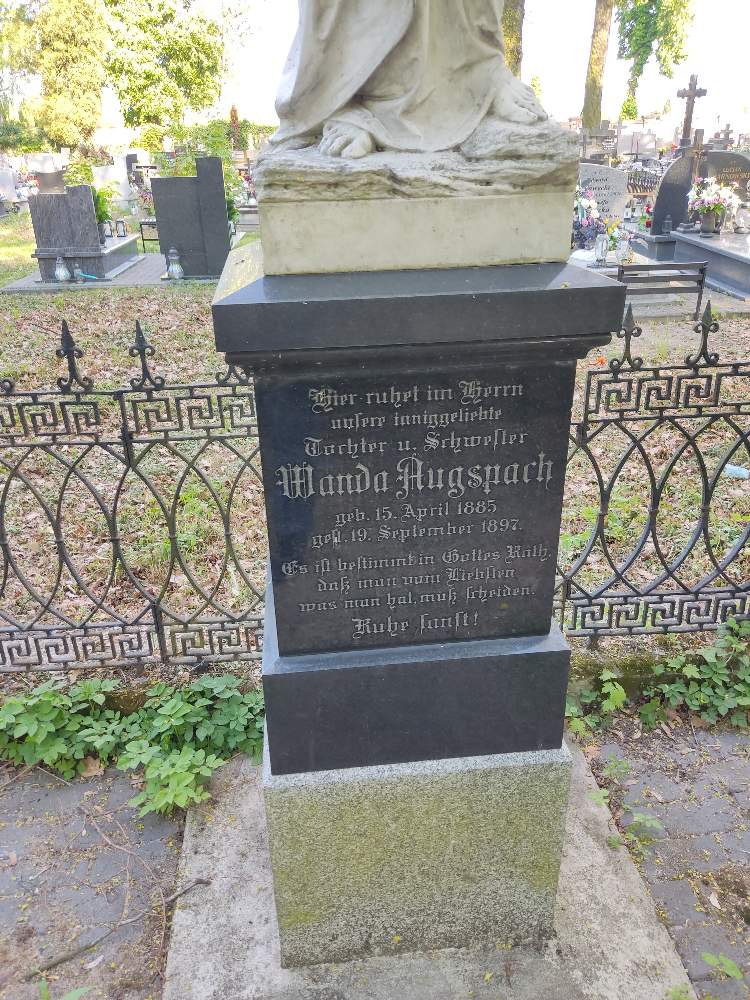 Hier ruhet im Herrn
unsere inniggeliebte
Tochter u. Schwester
Wanda Augspach
geb. 15. April 1885
gest. 19. September 1897.
Es ist bestimmt in Gottes Rath,
daß man vom Liebsten,
was man hat, muß scheiden.
Ruhe sanft!